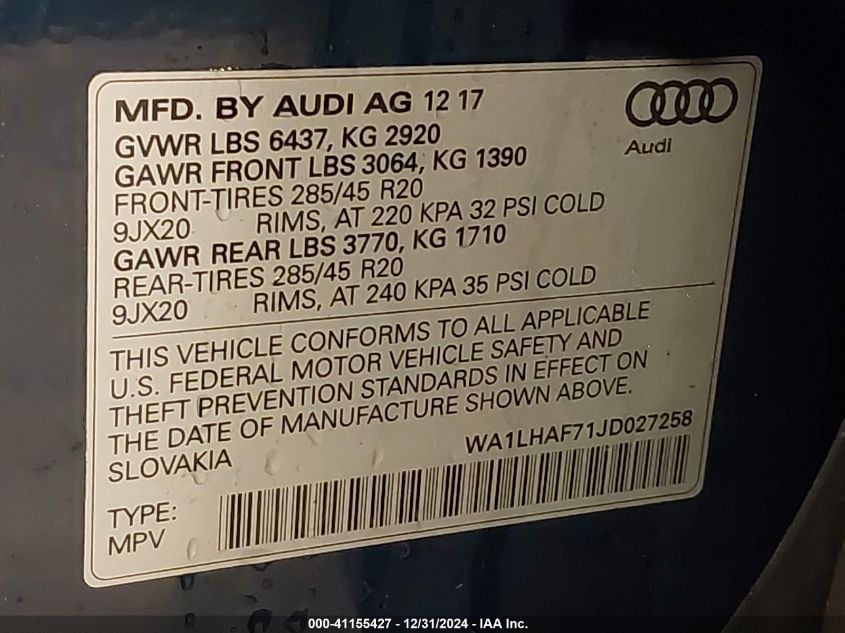 MFD. BY AUDI AG 12 17
GVWR LBS 6437, KG 2920
GAWR FRONT LBS 3064, KG 1390
FRONT-TIRES 285/45 R20
9JX20 RIMS, AT 220 KPA 32 PSI COLD
GAWR REAR LBS 3770, KG 1710
REAR-TIRES 285/45 R20
9JX20 RIMS, AT 240 KPA 35 PSI COLD
Audi
THIS VEHICLE CONFORMS TO ALL APPLICABLE
U.S. FEDERAL MOTOR VEHICLE SAFETY AND
THEFT PREVENTION STANDARDS IN EFFECT ON
THE DATE OF MANUFACTURE SHOWN ABOVE.
SLOVAKIA WA1LHAF71JD027258
TYPE:
MPV
000-41155427 - 12/31/2024 - IAA Inc.